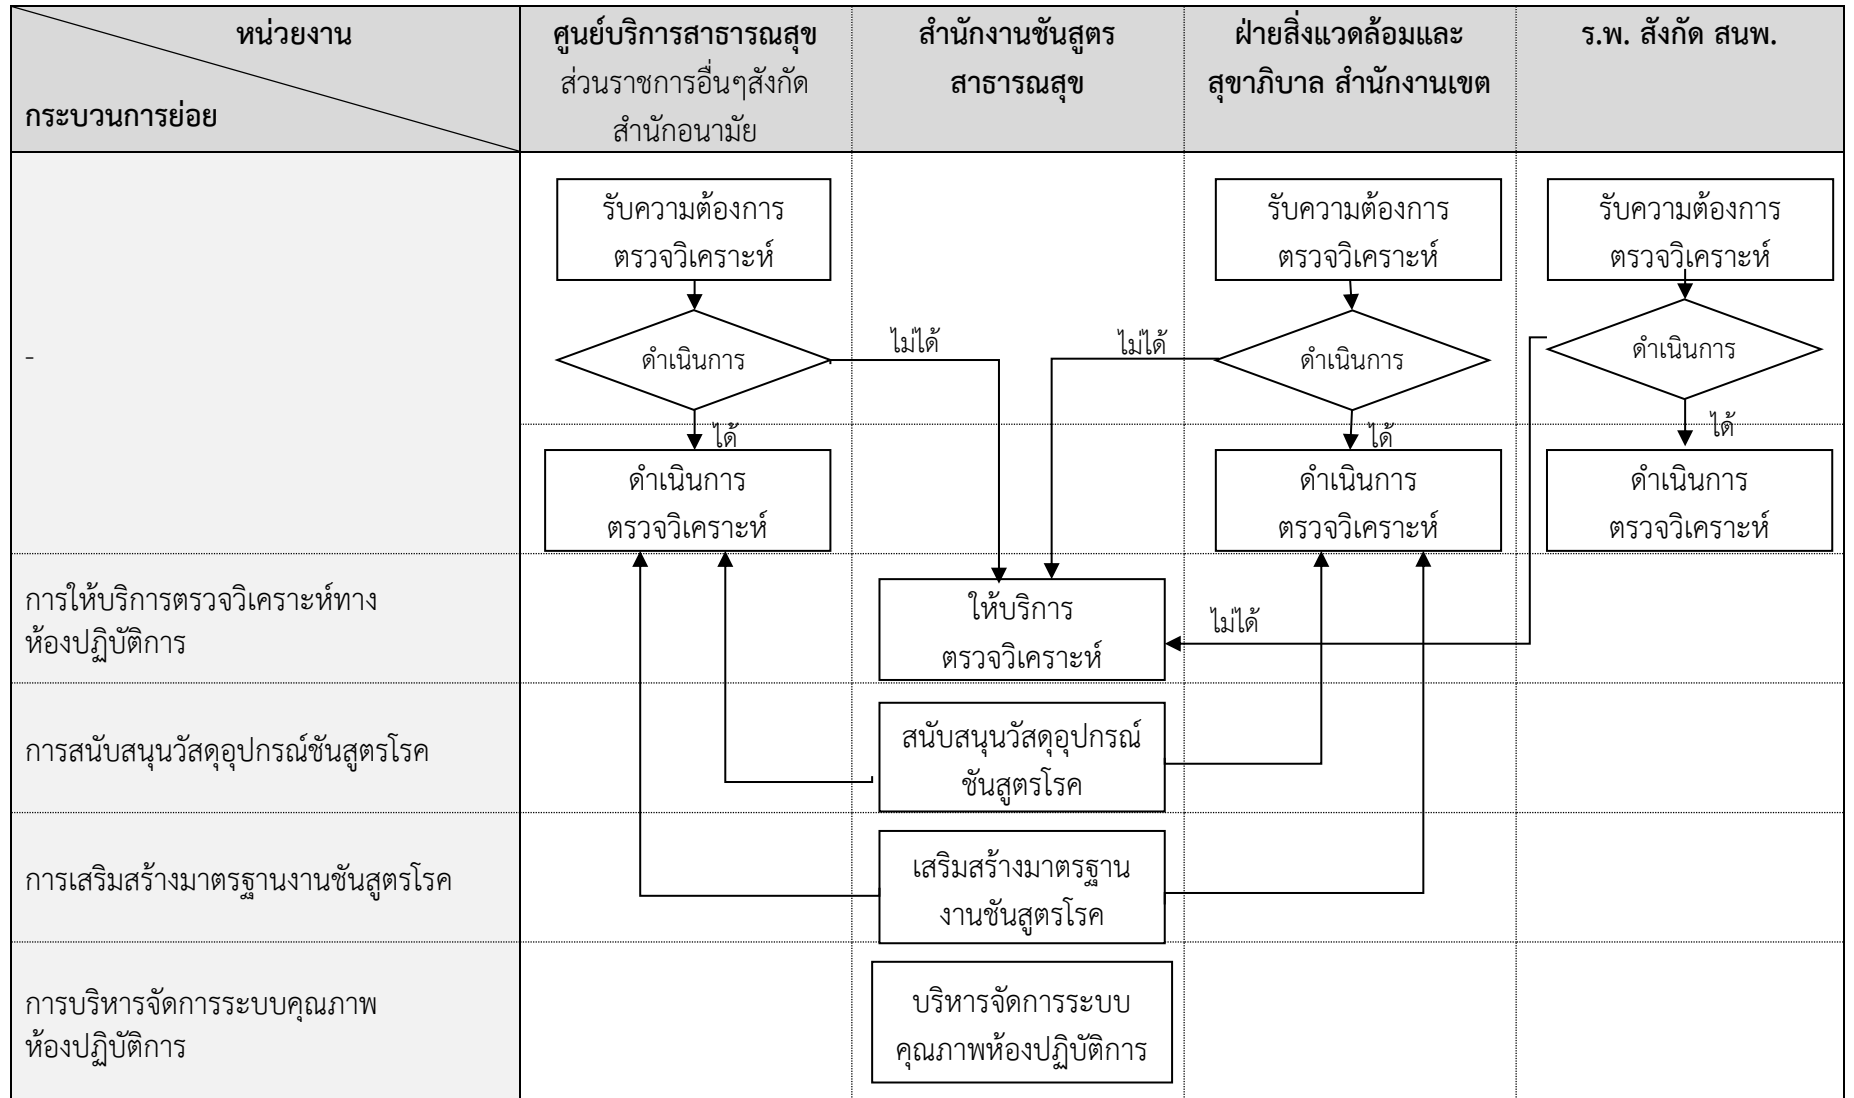 หน่วยงาน
กระบวนการย่อย
ศูนย์บริการสาธารณสุข
ส่วนราชการอื่นๆสังกัด
สำนักอนามัย
สำนักงานชันสูตร
สาธารณสุข
ฝ่ายสิ่งแวดล้อมและ
สุขาภิบาล สำนักงานเขต
ร.พ. สังกัด สนพ.
-
รับความต้องการ
ตรวจวิเคราะห์
รับความต้องการ
ตรวจวิเคราะห์
รับความต้องการ
ตรวจวิเคราะห์
ดำเนินการ
ไม่ได้
ไม่ได้
ดำเนินการ
ดำเนินการ
ได้
ได้
ได้
ดำเนินการ
ตรวจวิเคราะห์
ดำเนินการ
ตรวจวิเคราะห์
ดำเนินการ
ตรวจวิเคราะห์
การให้บริการตรวจวิเคราะห์ทาง
ห้องปฏิบัติการ
ให้บริการ
ตรวจวิเคราะห์
ไม่ได้
การสนับสนุนวัสดุอุปกรณ์ชันสูตรโรค
สนับสนุนวัสดุอุปกรณ์
ชันสูตรโรค
การเสริมสร้างมาตรฐานงานชันสูตรโรค
เสริมสร้างมาตรฐาน
งานชันสูตรโรค
การบริหารจัดการระบบคุณภาพ
ห้องปฏิบัติการ
บริหารจัดการระบบ
คุณภาพห้องปฏิบัติการ